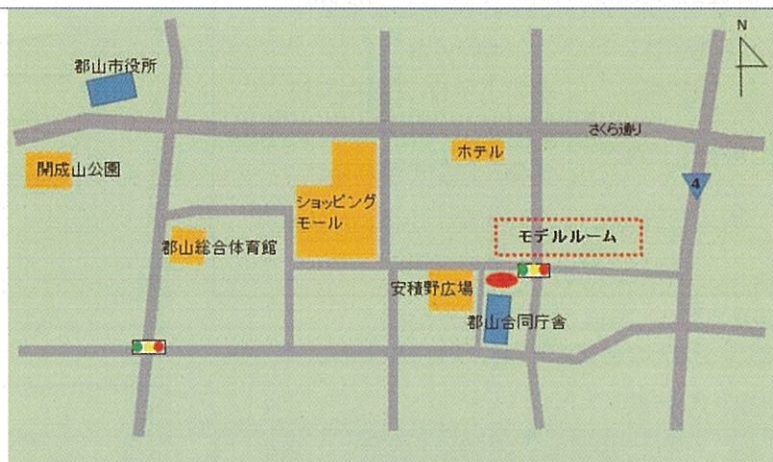 N
郡山市役所
さくら通り
ホテル
開成山公園
4
ショッピング
モール
モデルルーム
郡山総合体育館
安積野広場
郡山合同庁舎